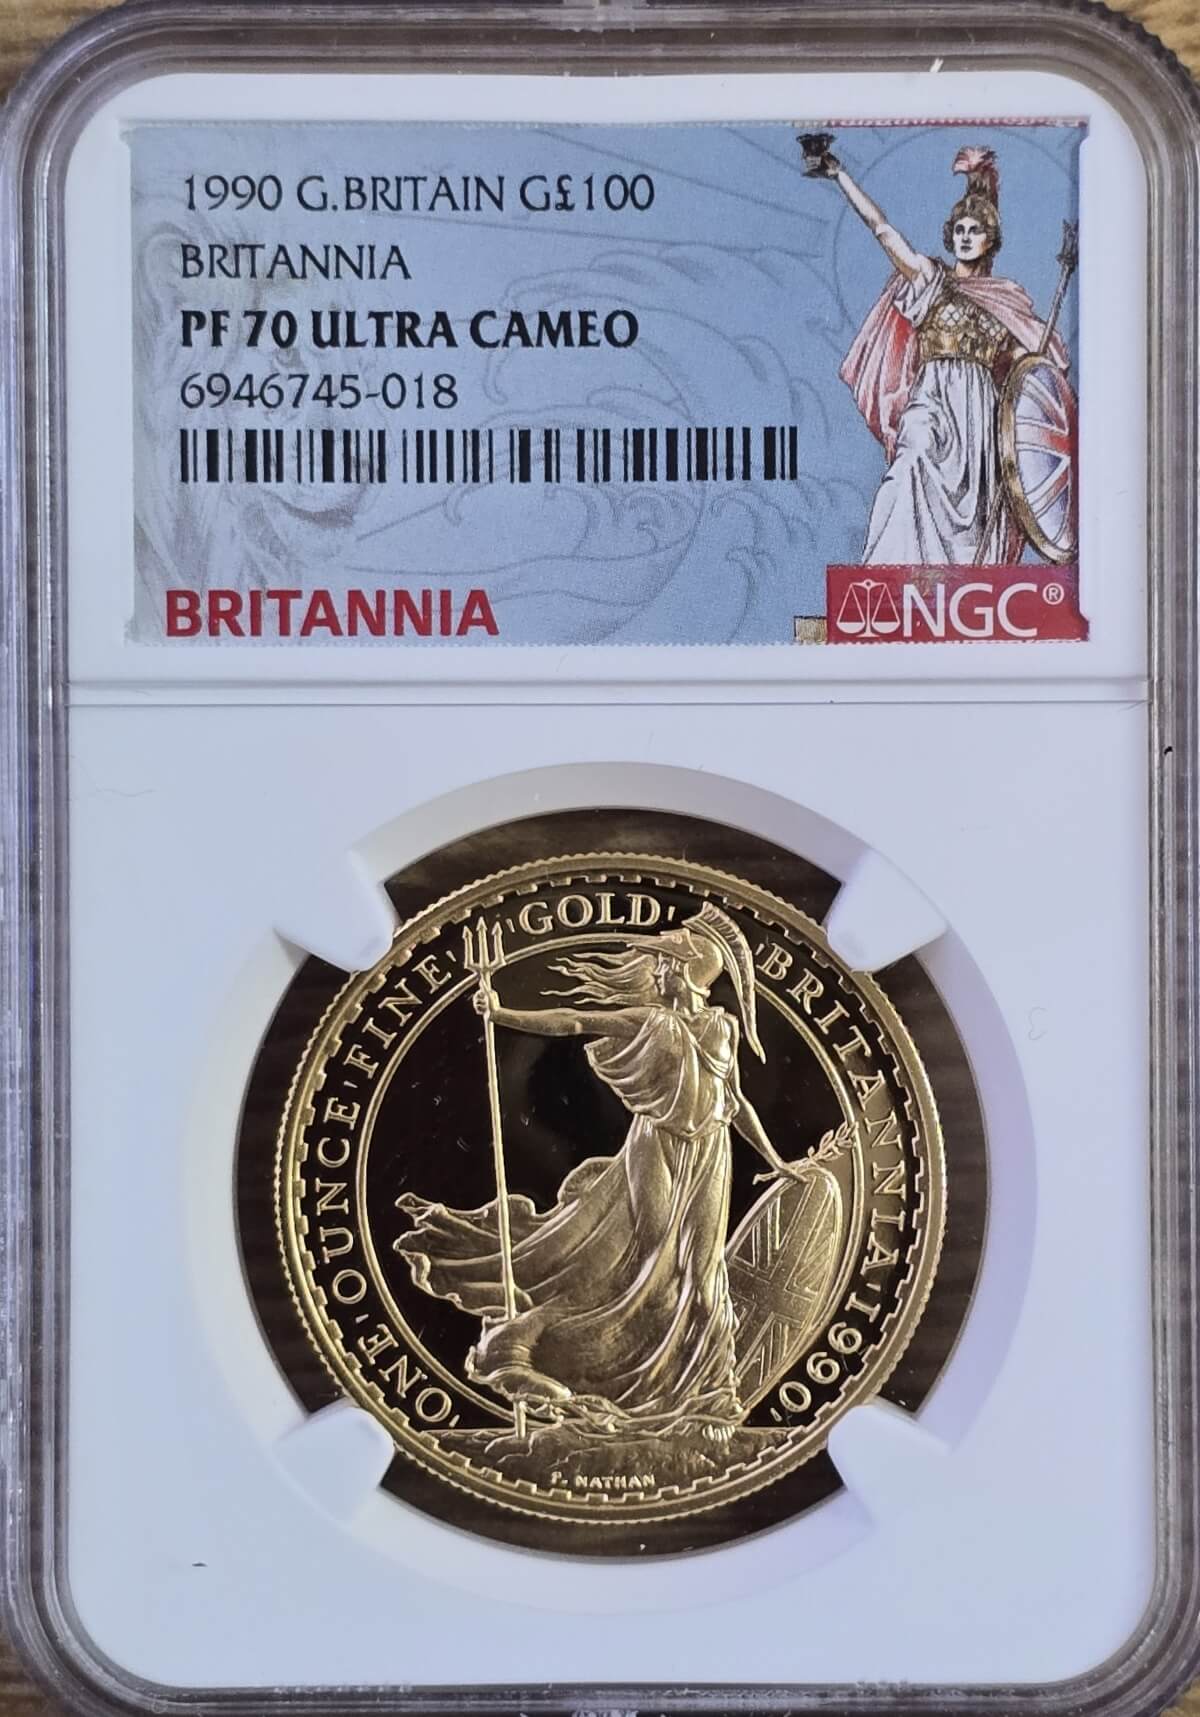 1990 G.BRITAIN G£100
BRITANNIA
PF 70 ULTRA CAMEO
6946745-018
BRITANNIA
NGC®
'ONE'OUNCE'FINE' 'GOLD' 'BRITANNIA'1990'
P. NATHAN